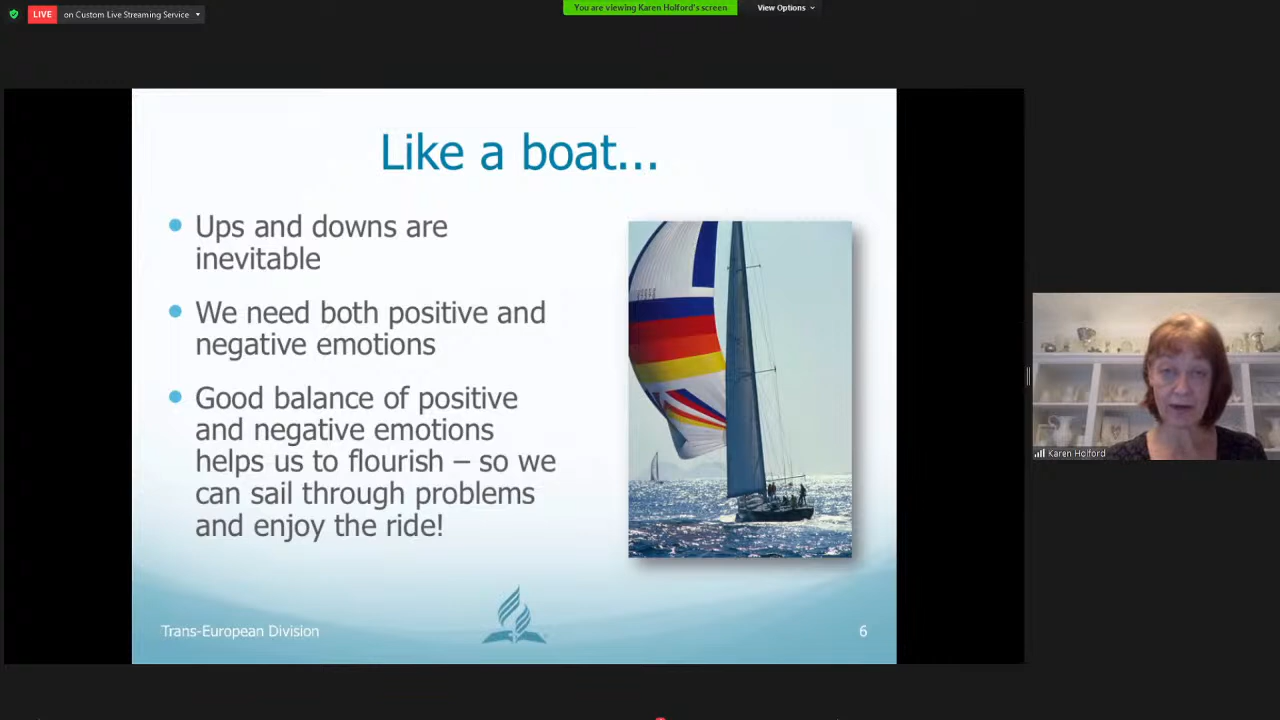 LIVE on Custom Live Streaming Service
You are viewing Karen Holford's screen
View Options
Like a boat...
Ups and downs are
inevitable
We need both positive and
negative emotions
Good balance of positive
and negative emotions
helps us to flourish – so we
can sail through problems
and enjoy the ride!
Trans-European Division
6
Karen Holford